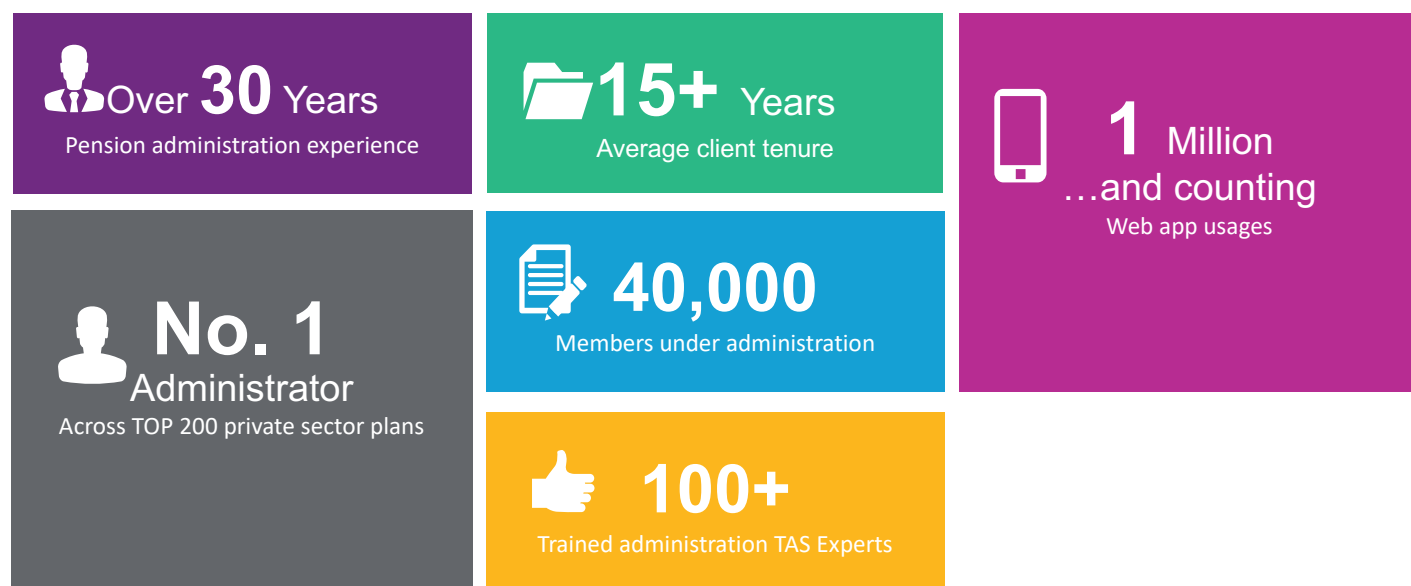 Over 30 Years
Pension administration experience
15+ Years
Average client tenure
1 Million
...and counting
Web app usages
No. 1
Administrator
Across TOP 200 private sector plans
40,000
Members under administration
100+
Trained administration TAS Experts